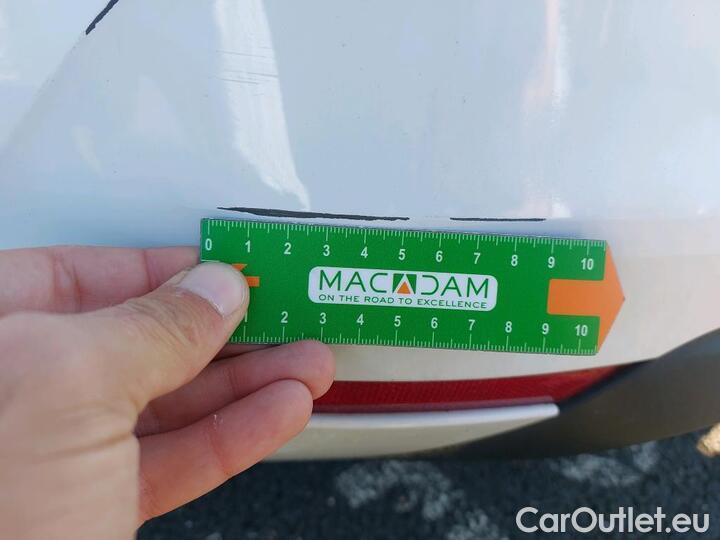 0 1 2 3 4 5 6 7 8 9 10
MACADAM
ON THE ROAD TO EXCELLENCE
2 3 4 5 6 7 8 9 10
CarOutlet.eu